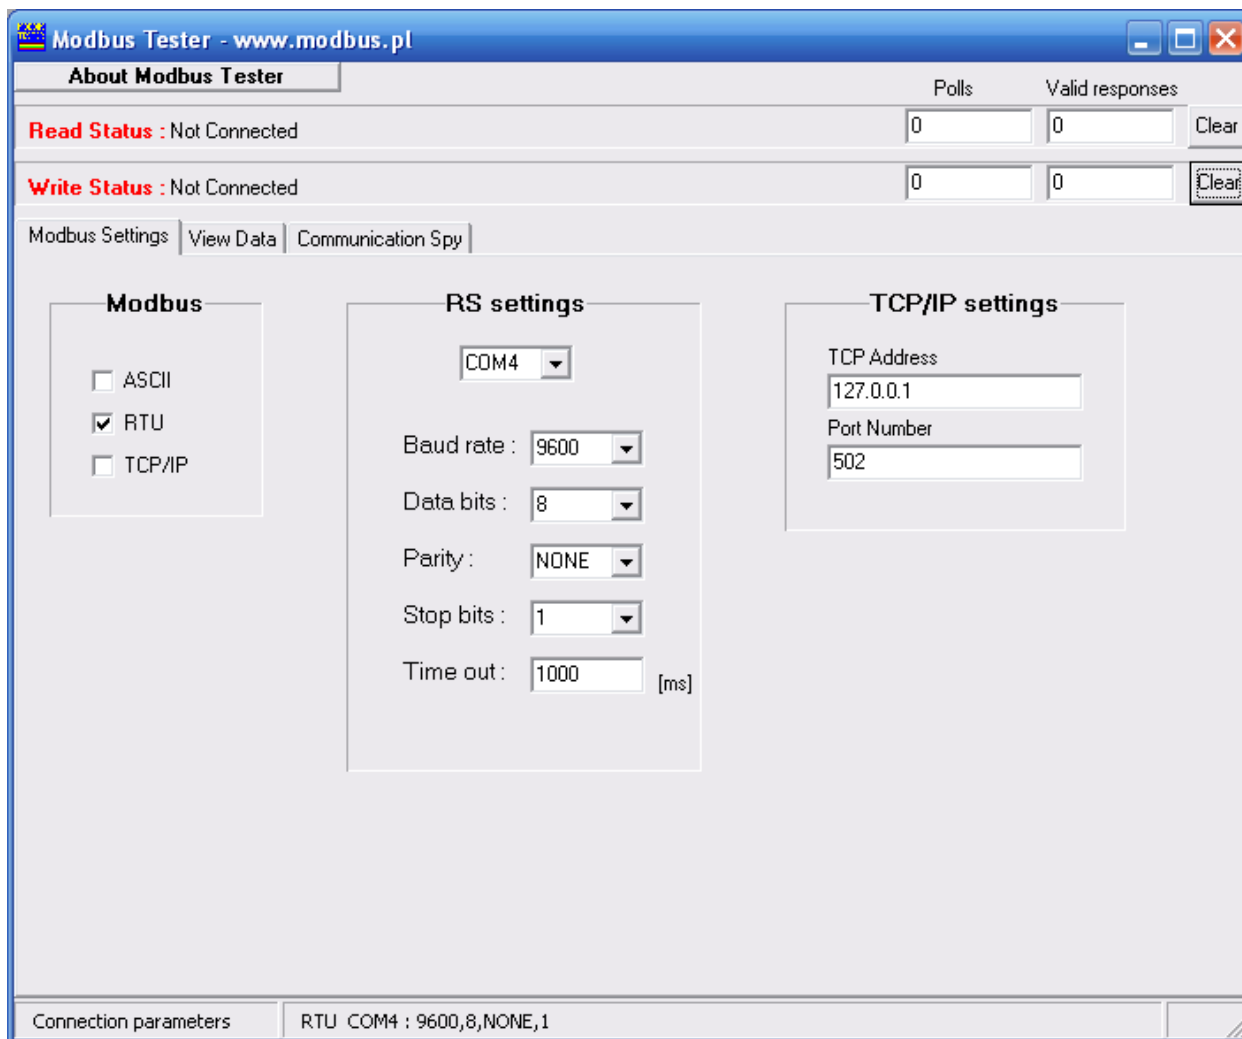 Modbus Tester - www.modbus.pl
About Modbus Tester
Polls Valid responses
Read Status : Not Connected 0 0 Clear
Write Status : Not Connected 0 0 Clear
Modbus Settings View Data Communication Spy
Modbus RS settings TCP/IP settings
COM4 TCP Address
ASCII 127.0.0.1
RTU Baud rate : 9600 Port Number
TCP/IP 502
Data bits : 8
Parity : NONE
Stop bits : 1
Time out : 1000 [ms]
Connection parameters RTU COM4 : 9600,8,NONE,1